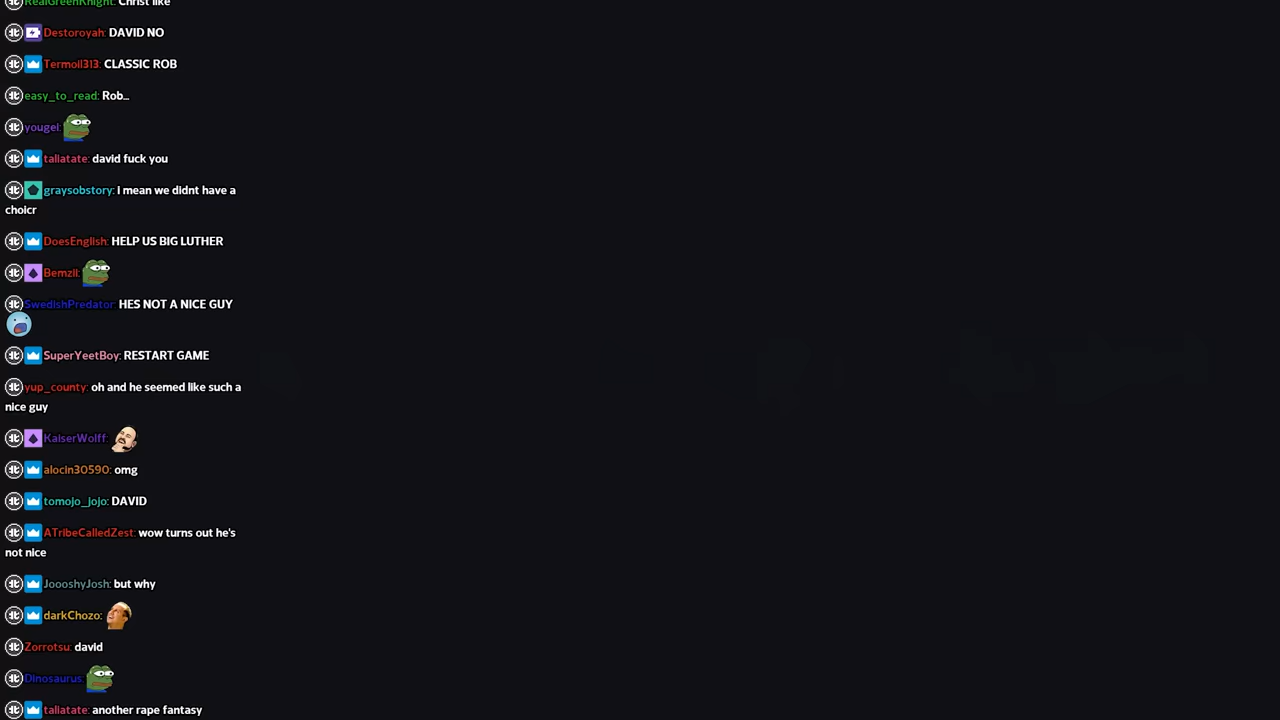 RealGreenKnight: Christ like
Destoroyah: DAVID NO
Termoil313: CLASSIC ROB
easy_to_read: Rob...
yougel:
taliatate: david fuck you
graysobstory: I mean we didnt have a
choicr
DoesEnglish: HELP US BIG LUTHER
Bemzil:
SwedishPredator: HES NOT A NICE GUY
SuperYeetBoy: RESTART GAME
yup_county: oh and he seemed like such a
nice guy
KaiserWolff:
alocin30590: omg
tomojo_jojo: DAVID
ATribeCalledZest: wow turns out he's
not nice
JoooshyJosh: but why
darkChozo:
Zorrotsu: david
Dinosaurus:
taliatate: another rape fantasy